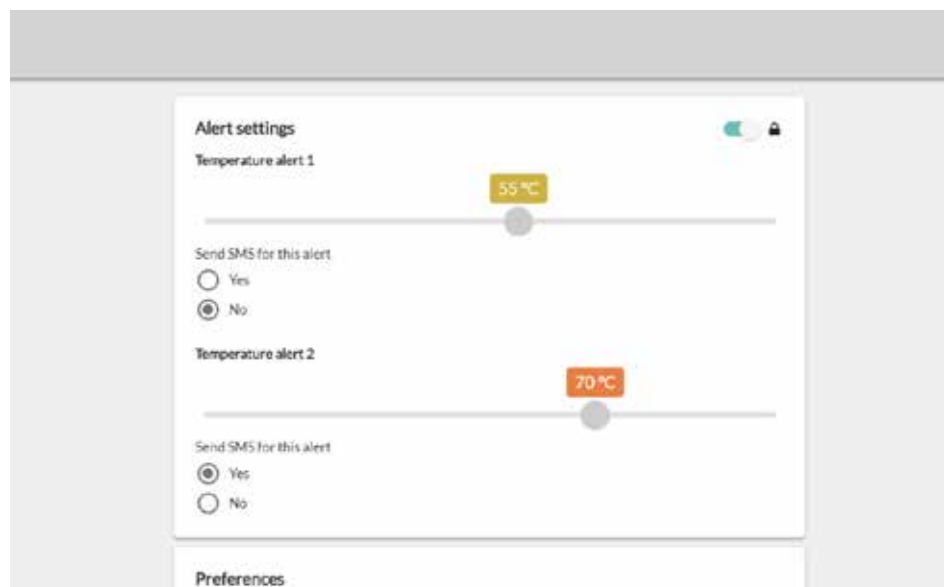 Alert settings
Temperature alert 1
55 °C
Send SMS for this alert
Yes
No
Temperature alert 2
70 °C
Send SMS for this alert
Yes
No
Preferences